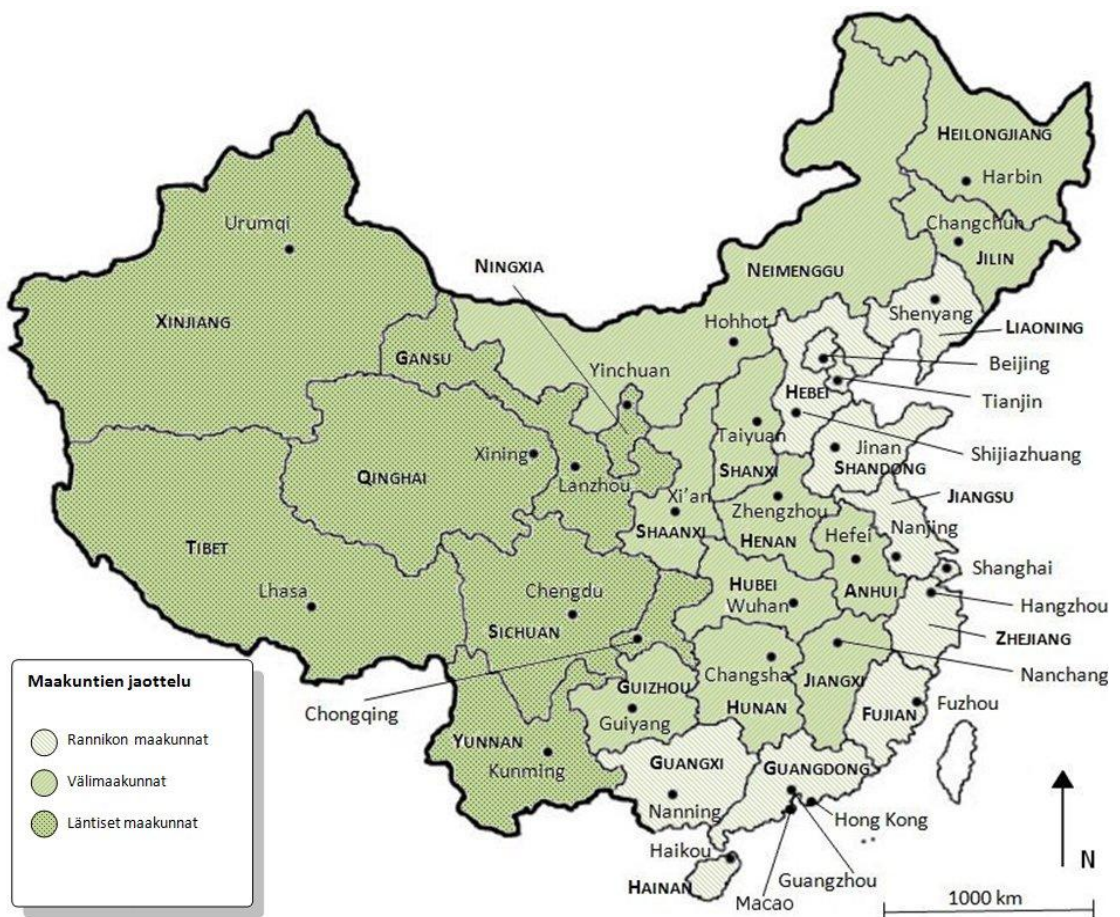 HEILONGJIANG
Harbin
Urumqi
Changchun
JILIN
NINGXIA
NEIMENGGU
Shenyang
XINJIANG
Hohhot
LIAONING
GANSU
Beijing
Yinchuan
HEBEI
Tianjin
Taiyuan
Jinan
Xining
Shijiazhuang
QINGHAI
Lanzhou
SHANXI
SHANDONG
Xi'an
JIANGSU
Zhengzhou
SHAANXI
Hefei
Nanjing
TIBET
HENAN
Shanghai
Lhasa
Chengdu
HUBEI
ANHUI
Wuhan
Hangzhou
SICHUAN
ZHEJIANG
Changsha
JIANGXI
Nanchang
GUIZHOU
Chongqing
HUNAN
FUJIAN
Fuzhou
Guiyang
YUNNAN
Kunming
GUANGXI
GUANGDONG
Nanning
Hong Kong
Haikou
Guangzhou
HAINAN
Macao
N
1000 km
Maakuntien jaottelu
Rannikon maakunnat
Välimaakunnat
Läntiset maakunnat